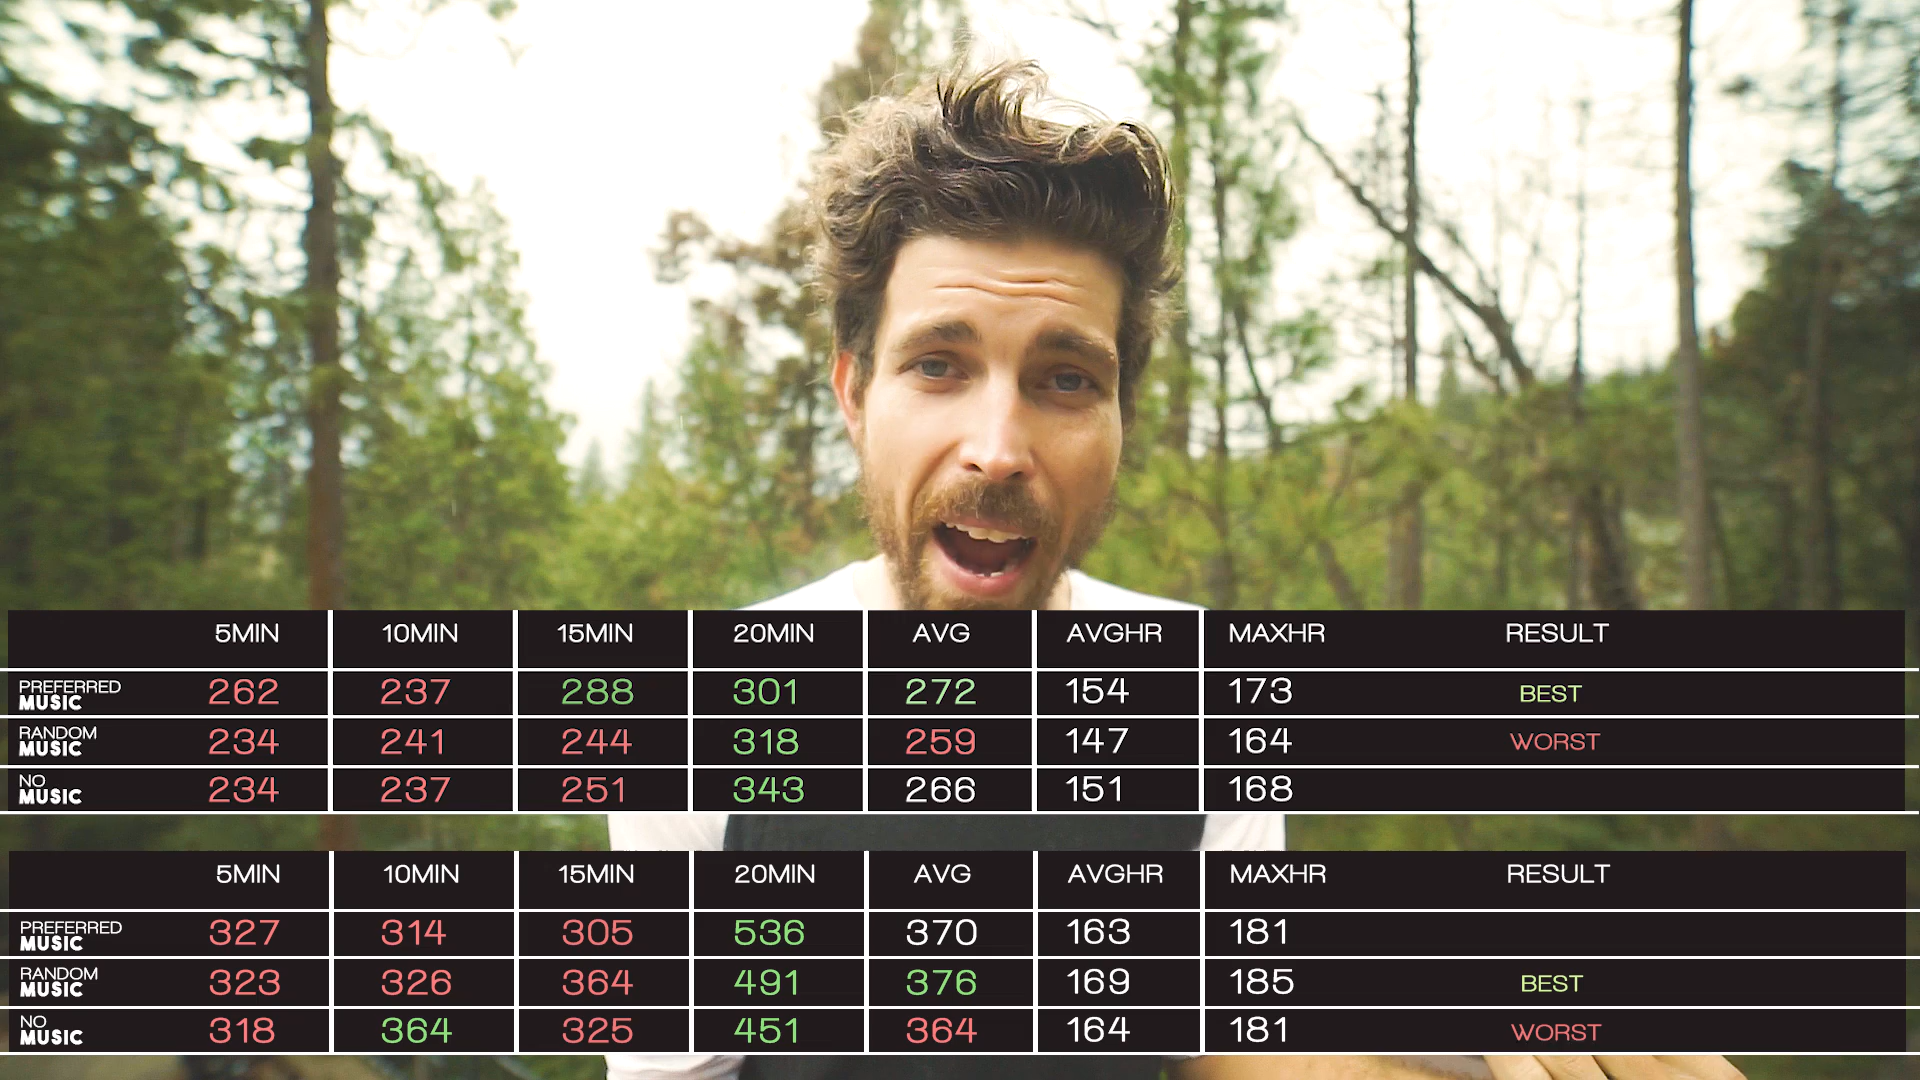 5MIN 10MIN 15MIN 20MIN AVG AVGHR MAXHR RESULT
PREFERRED
MUSIC 262 237 288 301 272 154 173 BEST
RANDOM
MUSIC 234 241 244 318 259 147 164 WORST
NO
MUSIC 234 237 251 343 266 151 168
5MIN 10MIN 15MIN 20MIN AVG AVGHR MAXHR RESULT
PREFERRED
MUSIC 327 314 305 536 370 163 181
RANDOM
MUSIC 323 326 364 491 376 169 185 BEST
NO
MUSIC 318 364 325 451 364 164 181 WORST